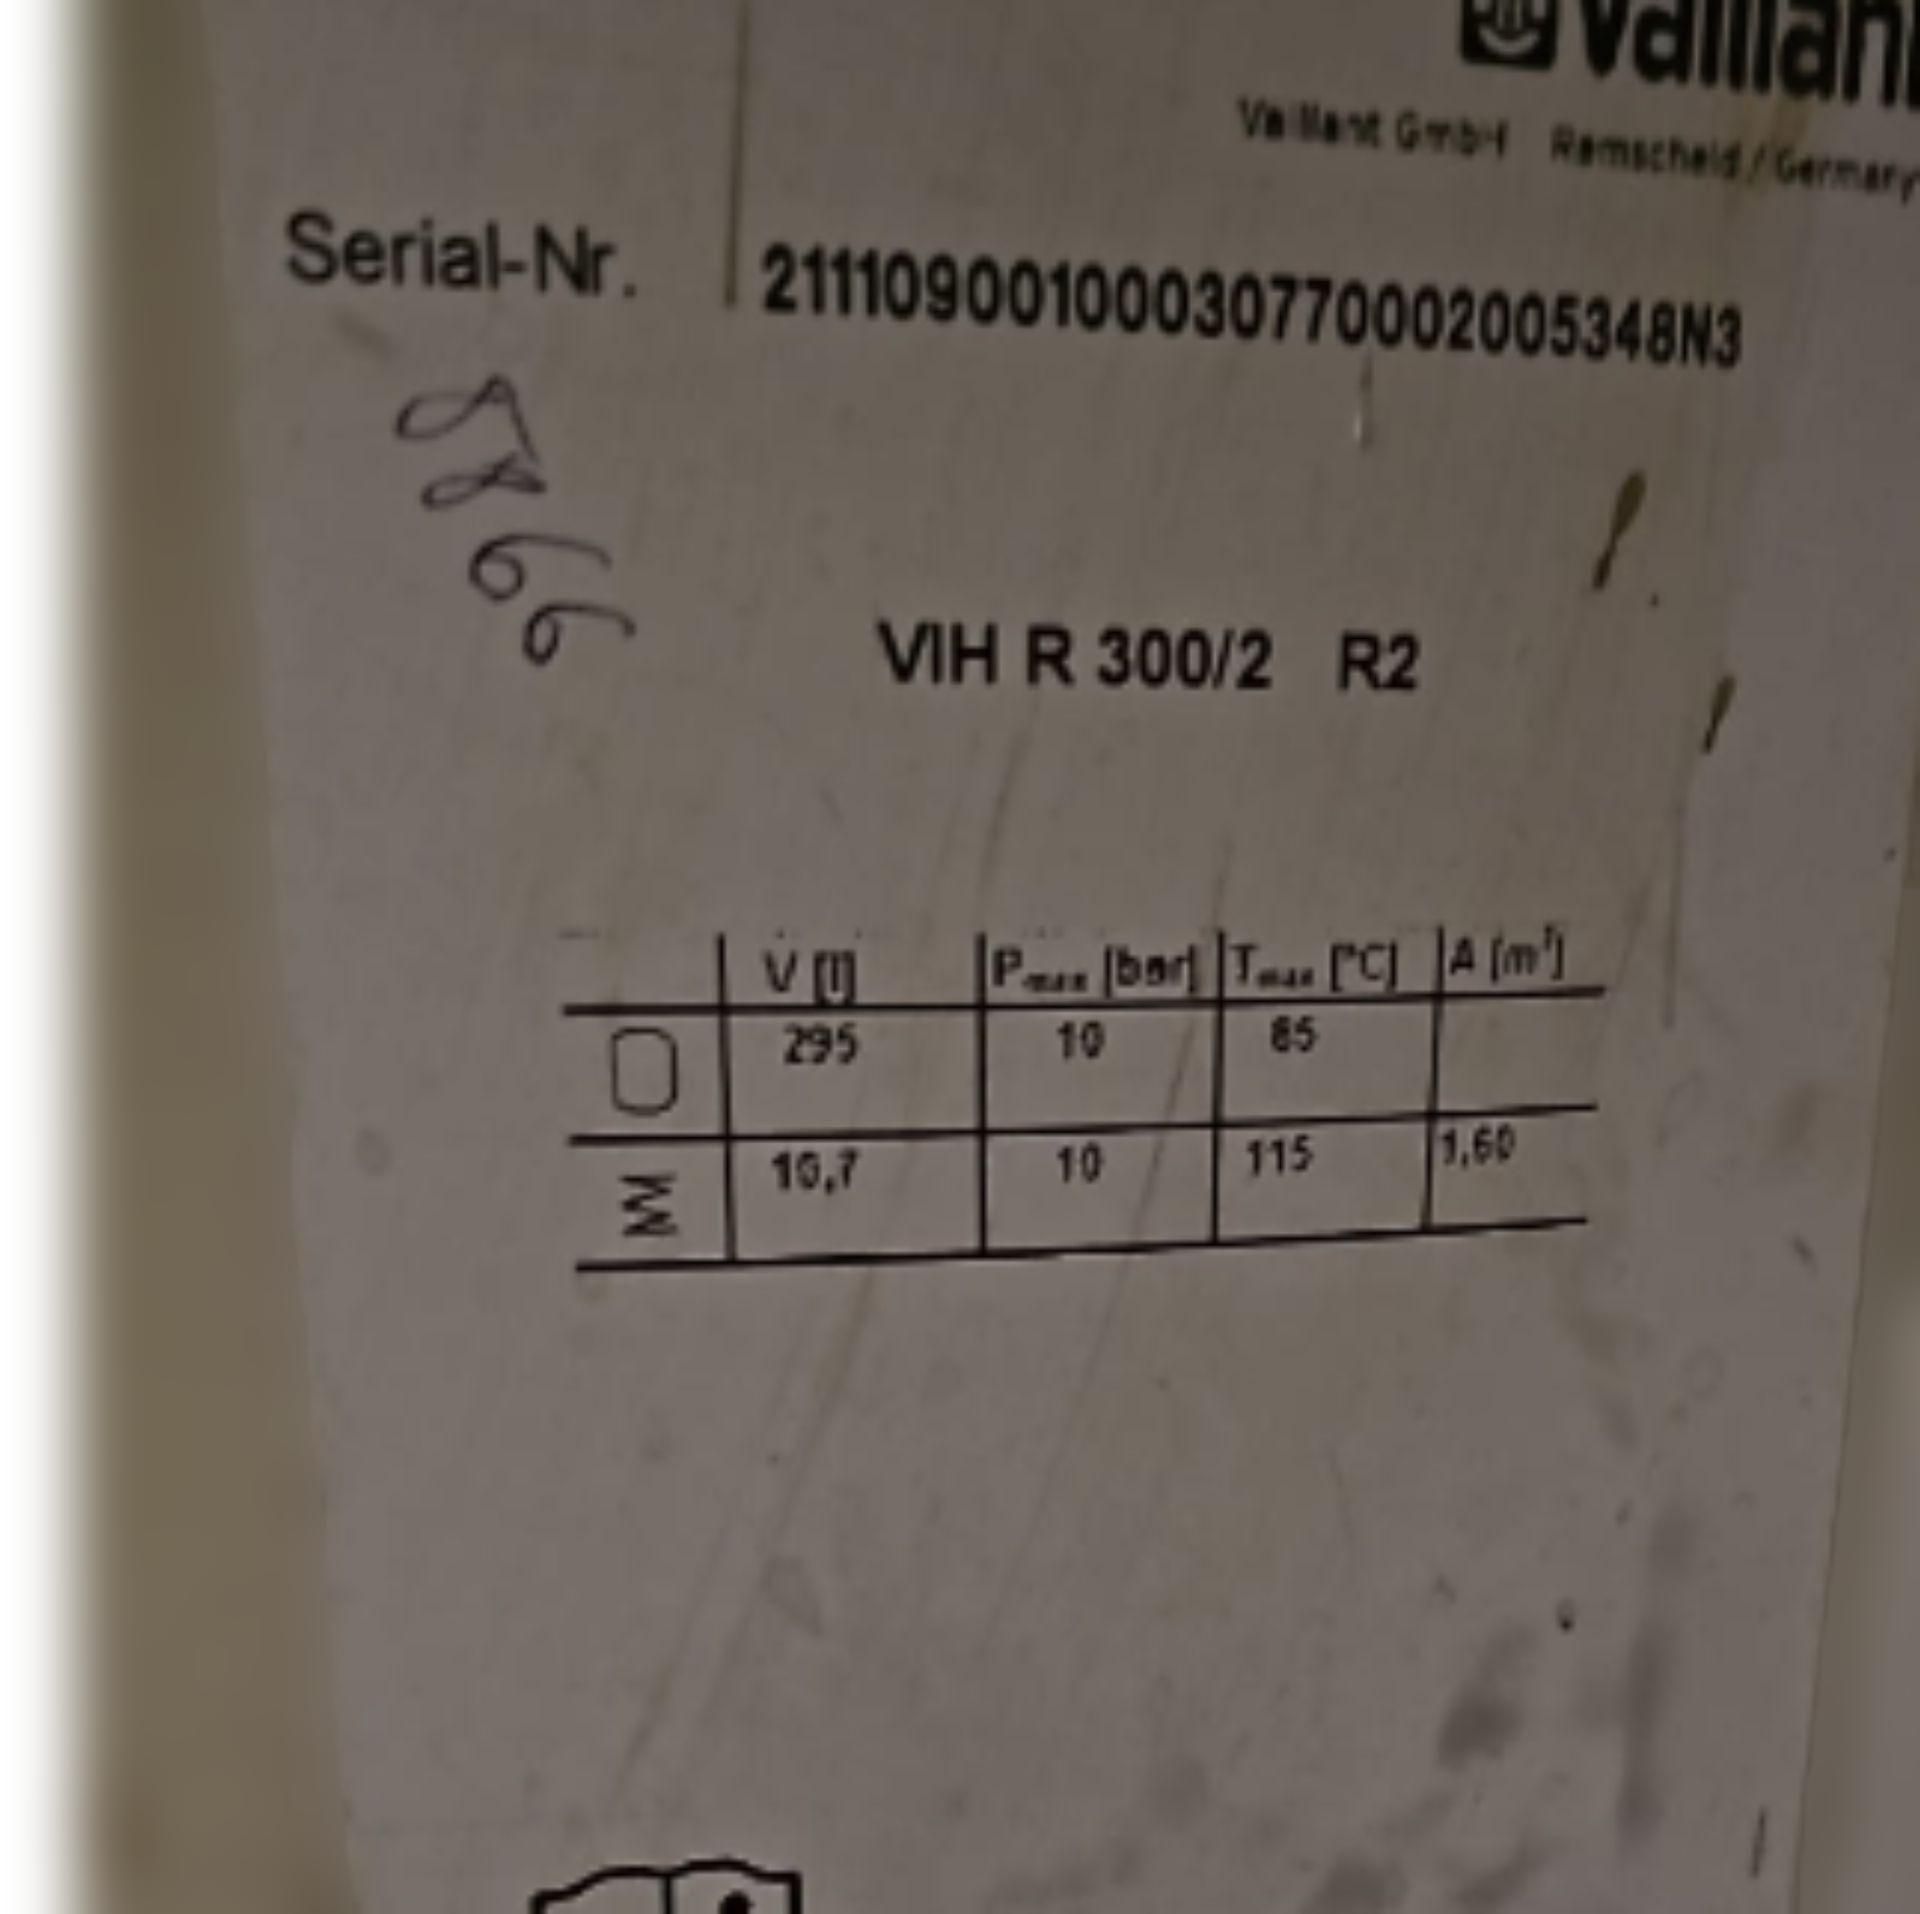 Vaillant
Vaillant GmbH Remscheid / Germany
Serial-Nr. 21110900100030770002005348N3
VIH R 300/2 R2
V [l] Pmax [bar] Tmax [°C] A [m²]
295 10 85
10,7 10 115 1,60